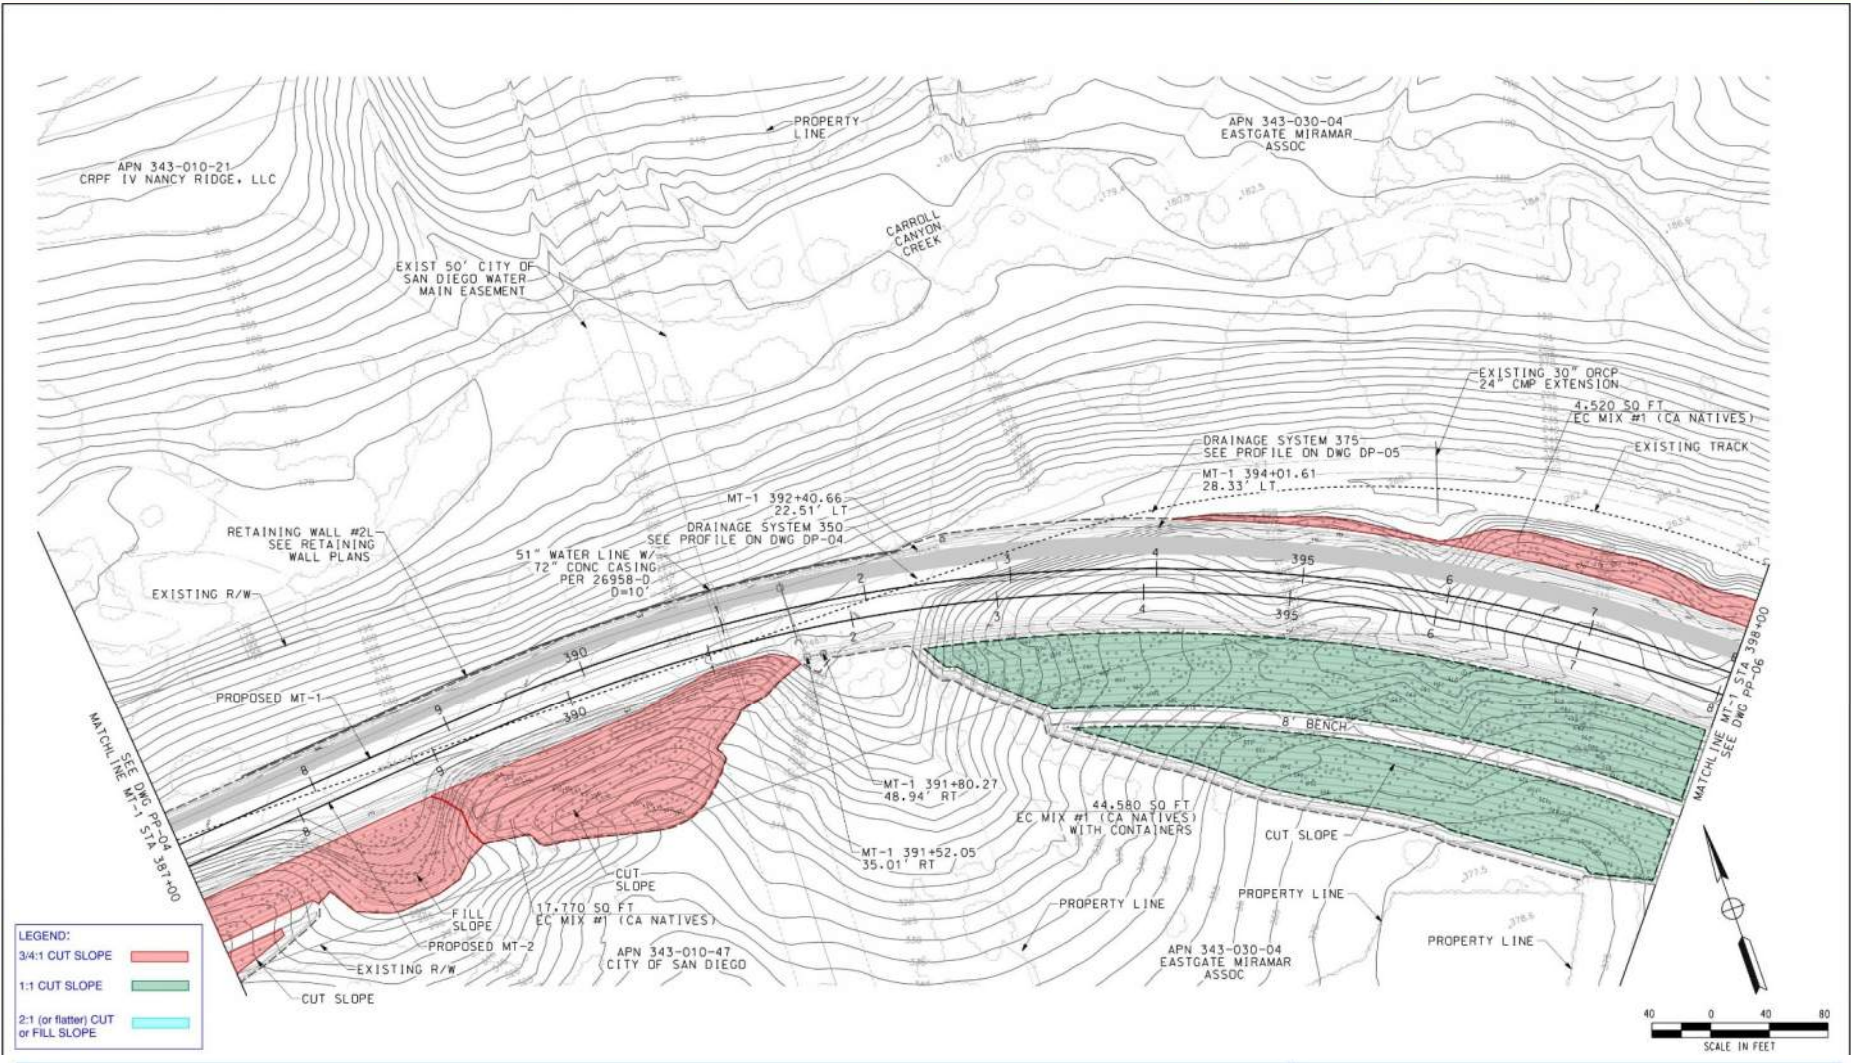 APN 343-010-21
CRPF IV NANCY RIDGE, LLC
PROPERTY
LINE
APN 343-030-04
EASTGATE MIRAMAR
ASSOC
CARROLL
CANYON
CREEK
EXIST 50' CITY OF
SAN DIEGO WATER
MAIN EASEMENT
EXISTING 30" ORCP
24" CMP EXTENSION
4,520 SQ FT
EC MIX #1 (CA NATIVES)
EXISTING TRACK
DRAINAGE SYSTEM 375
SEE PROFILE ON DWG DP-05
MT-1 394+01.61
28.33' LT
MT-1 392+40.66
22.51' LT
DRAINAGE SYSTEM 350
SEE PROFILE ON DWG DP-04
RETAINING WALL #2L
SEE RETAINING
WALL PLANS
51" WATER LINE W/
72" CONC CASING
PER 26958-D
D=10'
EXISTING R/W
PROPOSED MT-1
390
390
395
395
8' BENCH
SEE DWG PP-04
MATCHLINE MT-1 STA 387+00
MATCHLINE MT-1 STA 398+00
SEE DWG PP-06
MT-1 391+80.27
48.94' RT
MT-1 391+52.05
35.01' RT
44,580 SQ FT
EC MIX #1 (CA NATIVES)
WITH CONTAINERS
CUT SLOPE
CUT
SLOPE
17,770 SQ FT
EC MIX #1 (CA NATIVES)
FILL
SLOPE
PROPOSED MT-2
EXISTING R/W
CUT SLOPE
APN 343-010-47
CITY OF SAN DIEGO
PROPERTY LINE
PROPERTY LINE
APN 343-030-04
EASTGATE MIRAMAR
ASSOC
PROPERTY LINE
377.5
378.6
LEGEND:
3/4:1 CUT SLOPE
1:1 CUT SLOPE
2:1 (or flatter) CUT
or FILL SLOPE
40 0 40 80
SCALE IN FEET